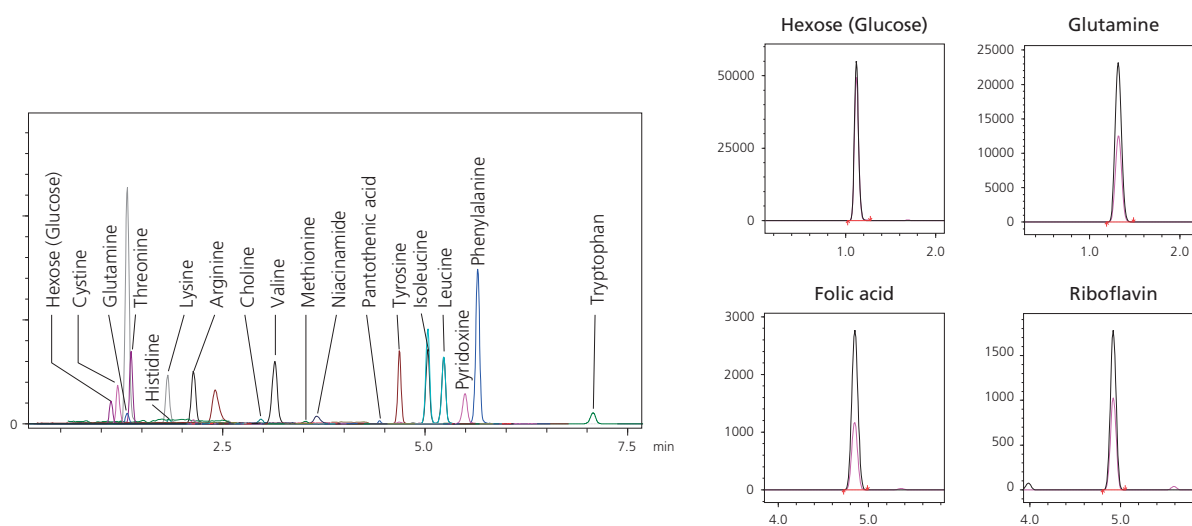 Hexose (Glucose)
Cystine
Glutamine
Threonine
Histidine
Lysine
Arginine
Choline
Valine
Methionine
Niacinamide
Pantothenic acid
Tyrosine
Isoleucine
Leucine
Pyridoxine
Phenylalanine
Tryptophan
0
2.5
5.0
7.5
min
Hexose (Glucose)
50000
25000
0
1.0
2.0
Glutamine
25000
20000
15000
10000
5000
0
1.0
2.0
Folic acid
3000
2000
1000
0
4.0
5.0
Riboflavin
1500
1000
500
0
4.0
5.0